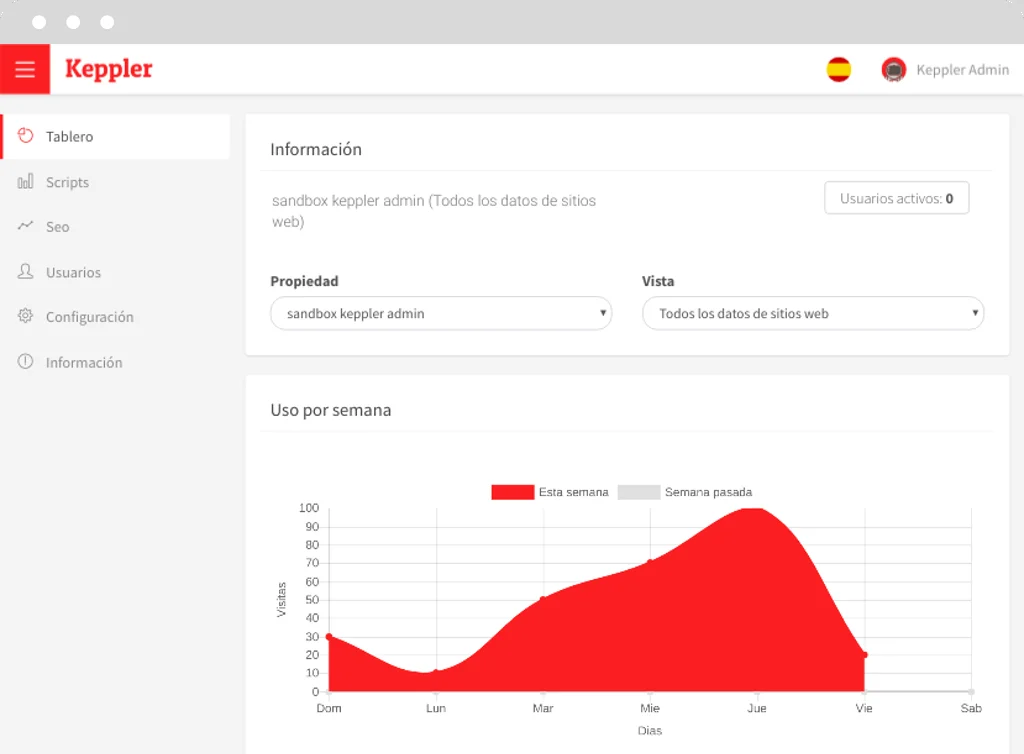 Keppler
Keppler Admin
Tablero
Scripts
Seo
Usuarios
Configuración
Información
Información
sandbox keppler admin (Todos los datos de sitios
web)
Usuarios activos: 0
Propiedad
Vista
sandbox keppler admin
Todos los datos de sitios web
Uso por semana
Esta semana
Semana pasada
100
90
80
70
60
50
40
30
20
10
0
Visitas
Dom Lun Mar Mie Jue Vie Sab
Dias